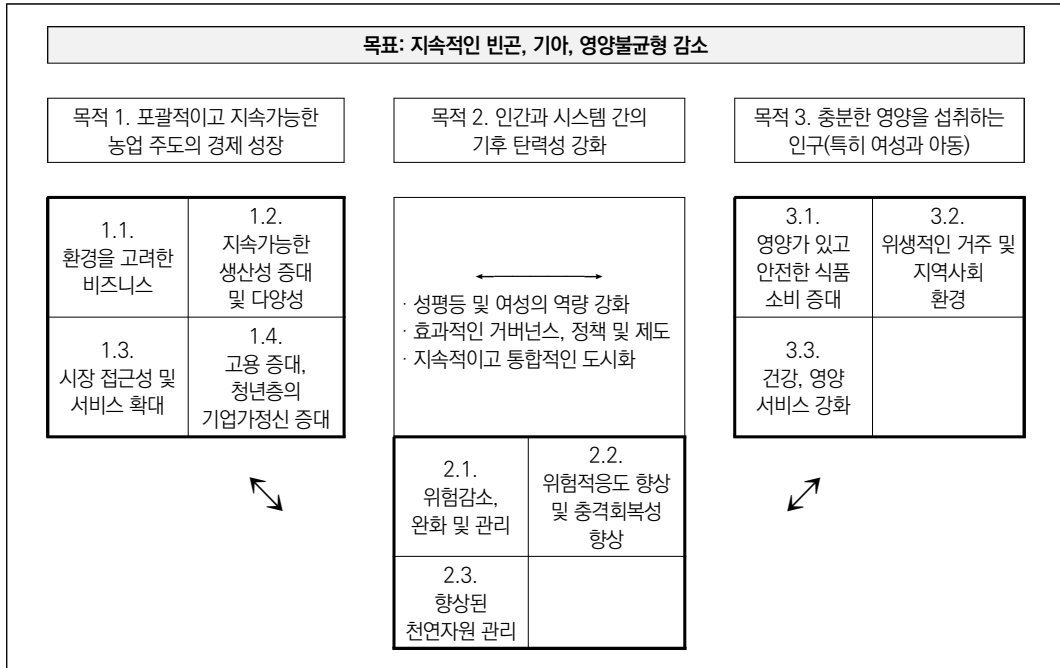 목표: 지속적인 빈곤, 기아, 영양불균형 감소
목적 1. 포괄적이고 지속가능한
농업 주도의 경제 성장
목적 2. 인간과 시스템 간의
기후 탄력성 강화
목적 3. 충분한 영양을 섭취하는
인구(특히 여성과 아동)
1.1.
환경을 고려한
비즈니스
1.2.
지속가능한
생산성 증대
및 다양성
1.3.
시장 접근성 및
서비스 확대
1.4.
고용 증대,
청년층의
기업가정신 증대
· 성평등 및 여성의 역량 강화
· 효과적인 거버넌스, 정책 및 제도
· 지속적이고 통합적인 도시화
3.1.
영양가 있고
안전한 식품
소비 증대
3.2.
위생적인 거주 및
지역사회
환경
3.3.
건강, 영양
서비스 강화
2.1.
위험감소,
완화 및 관리
2.2.
위험적응도 향상
및 충격회복성
향상
2.3.
향상된
천연자원 관리